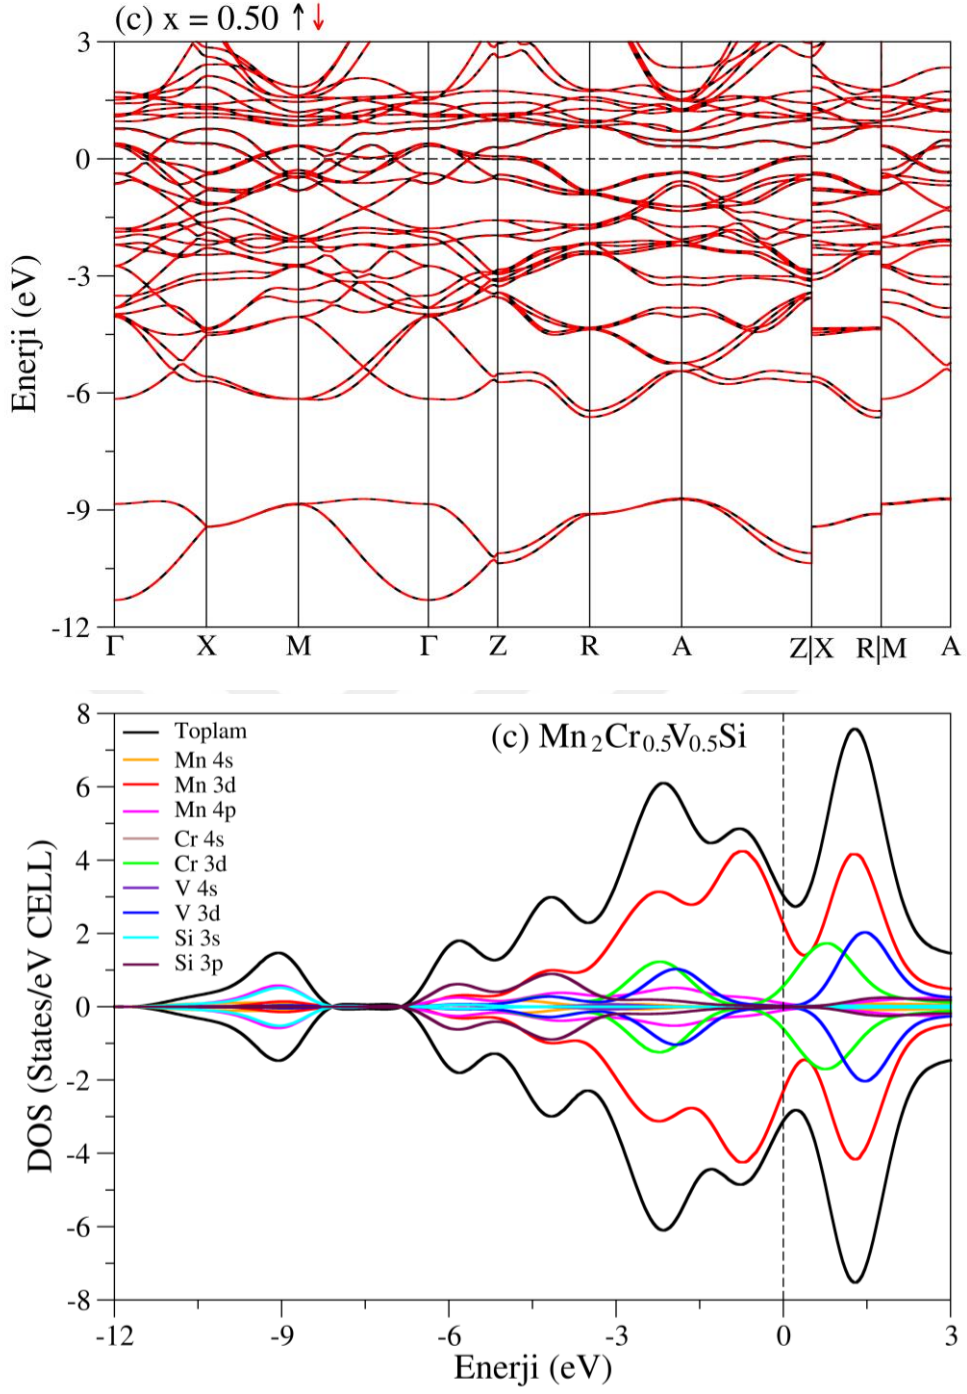 (c) x = 0.50 ↑↓
3
0
-3
-6
-9
-12
Enerji (eV)
Γ X M Γ Z R A Z|X R|M A
(c) Mn₂Cr₀.₅V₀.₅Si
Toplam
Mn 4s
Mn 3d
Mn 4p
Cr 4s
Cr 3d
V 4s
V 3d
Si 3s
Si 3p
8
6
4
2
0
-2
-4
-6
-8
DOS (States/eV CELL)
-12 -9 -6 -3 0 3
Enerji (eV)